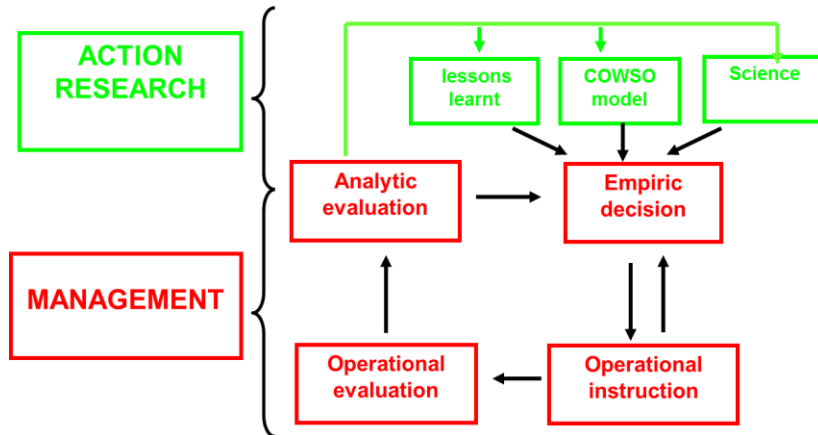 ACTION
RESEARCH
lessons
learnt
COWSO
model
Science
Analytic
evaluation
Empiric
decision
MANAGEMENT
Operational
evaluation
Operational
instruction